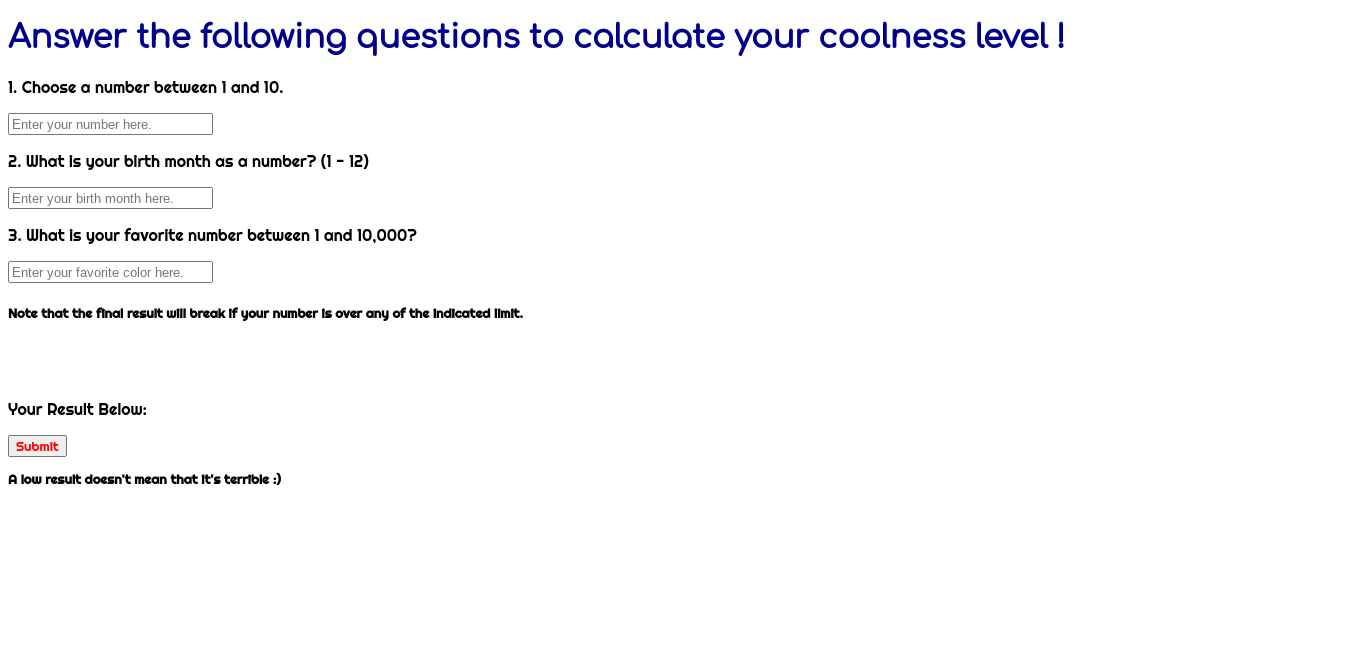 Answer the following questions to calculate your coolness level !
1. Choose a number between 1 and 10.
Enter your number here.
2. What is your birth month as a number? (1 - 12)
Enter your birth month here.
3. What is your favorite number between 1 and 10,000?
Enter your favorite color here.
Note that the final result will break if your number is over any of the indicated limit.
Your Result Below:
Submit
A low result doesn't mean that it's terrible :)